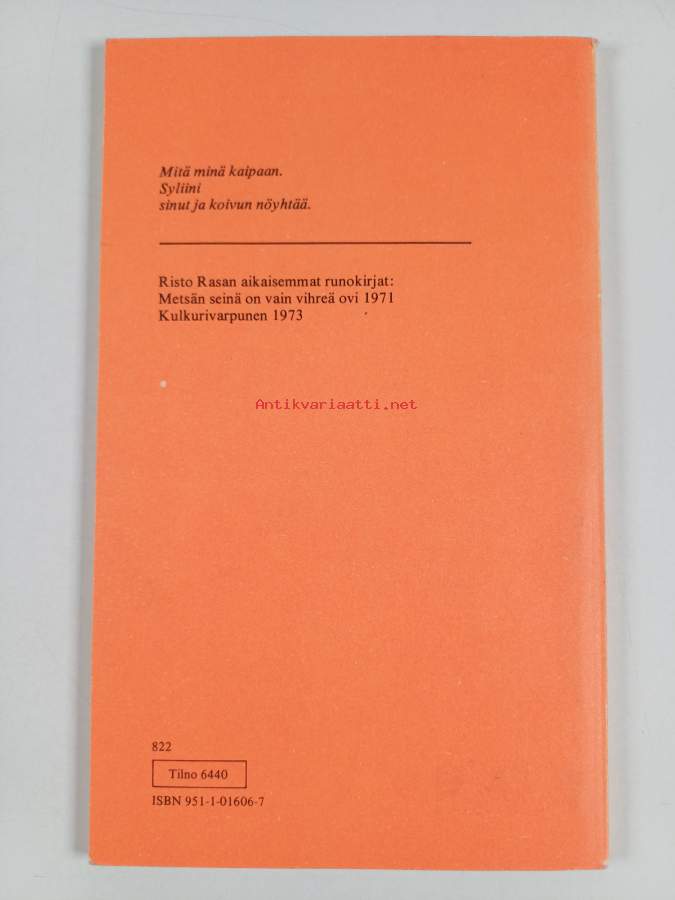 Mitä minä kaipaan.
Syliini
sinut ja koivun nöyhtää.
Risto Rasan aikaisemmat runokirjat:
Metsän seinä on vain vihreä ovi 1971
Kulkurivarpunen 1973
Antikvariaatti.net
822
Tilno 6440
ISBN 951-1-01606-7